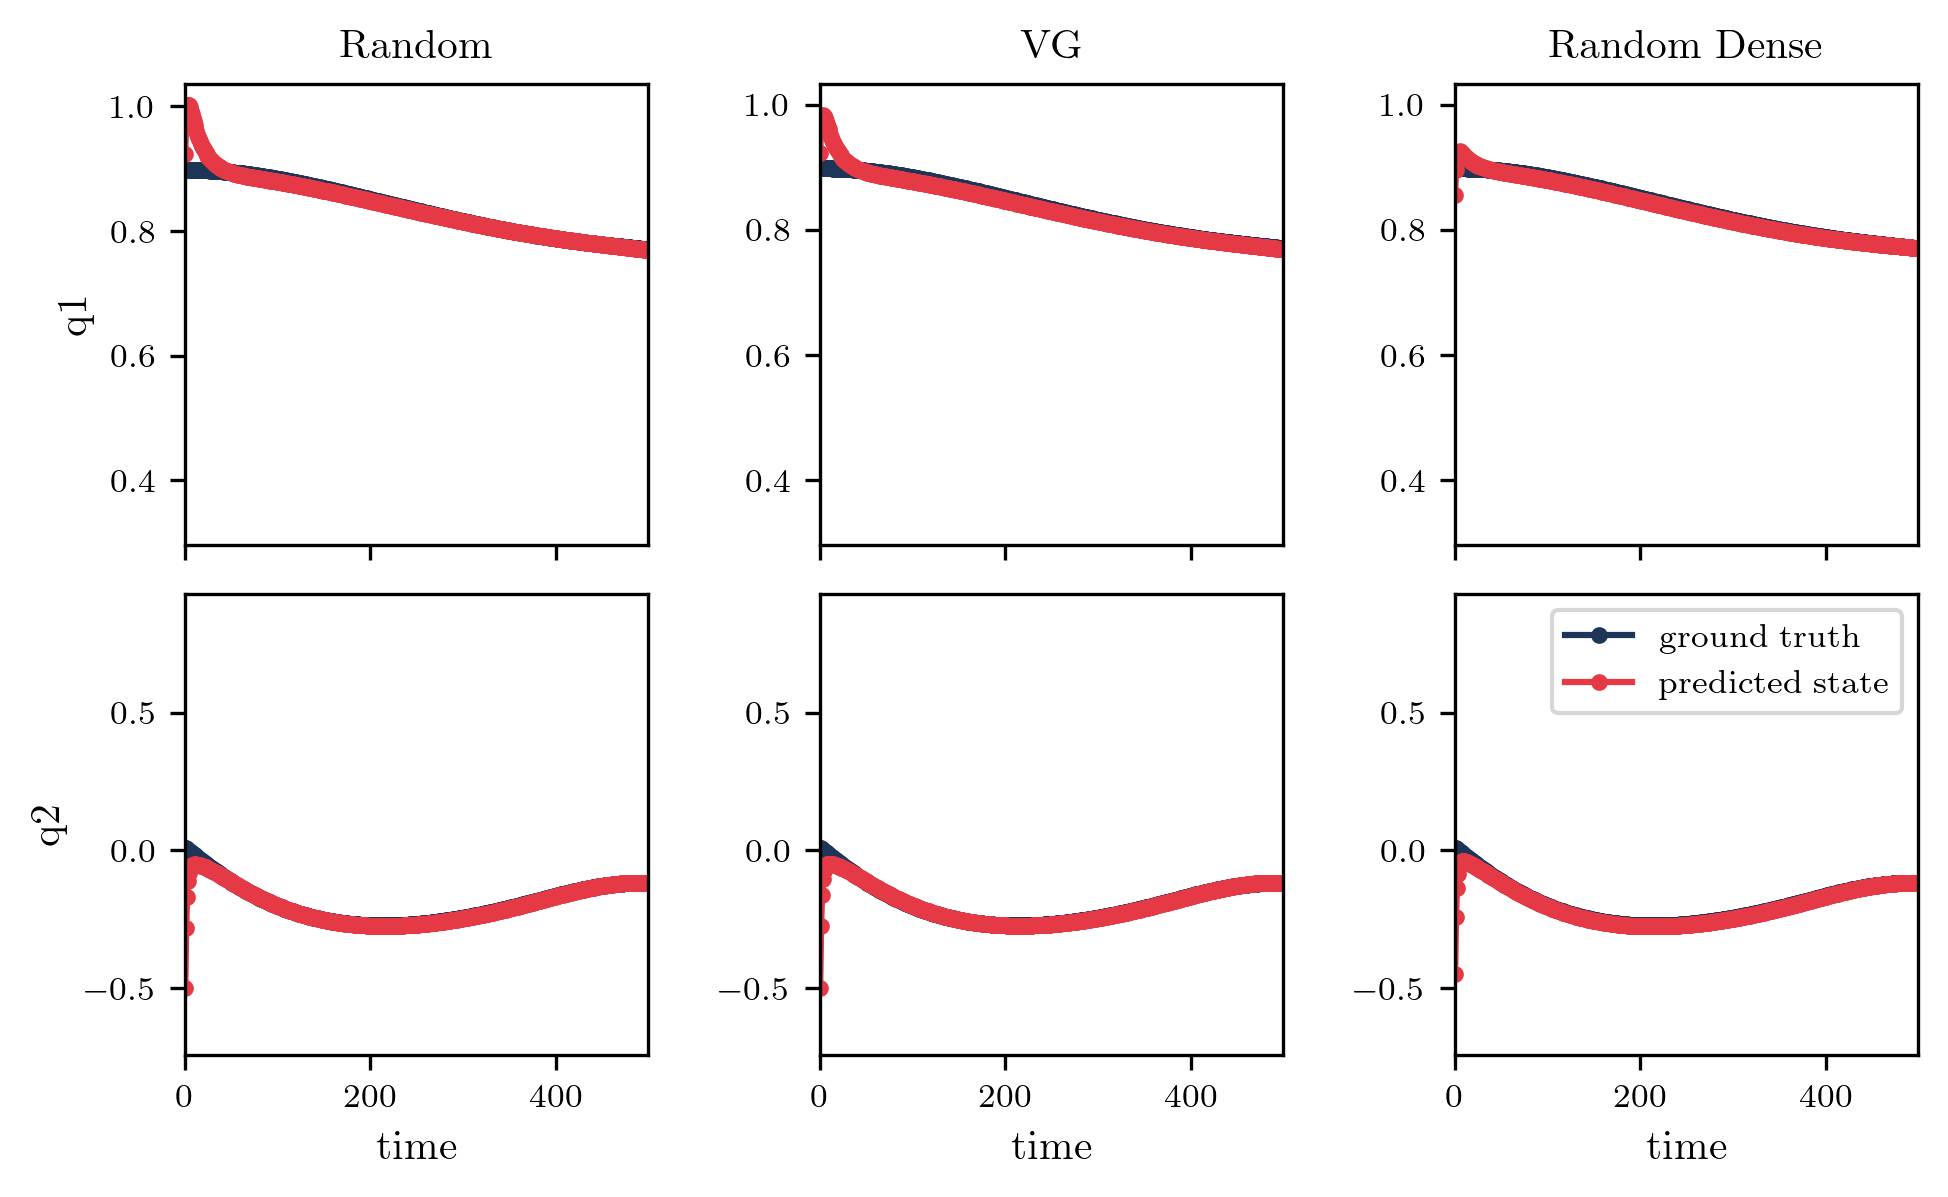 Random VG Random Dense
1.0 1.0 1.0
0.8 0.8 0.8
q1
0.6 0.6 0.6
0.4 0.4 0.4
ground truth
predicted state
0.5 0.5 0.5
q2
0.0 0.0 0.0
−0.5 −0.5 −0.5
0 200 400 0 200 400 0 200 400
time time time